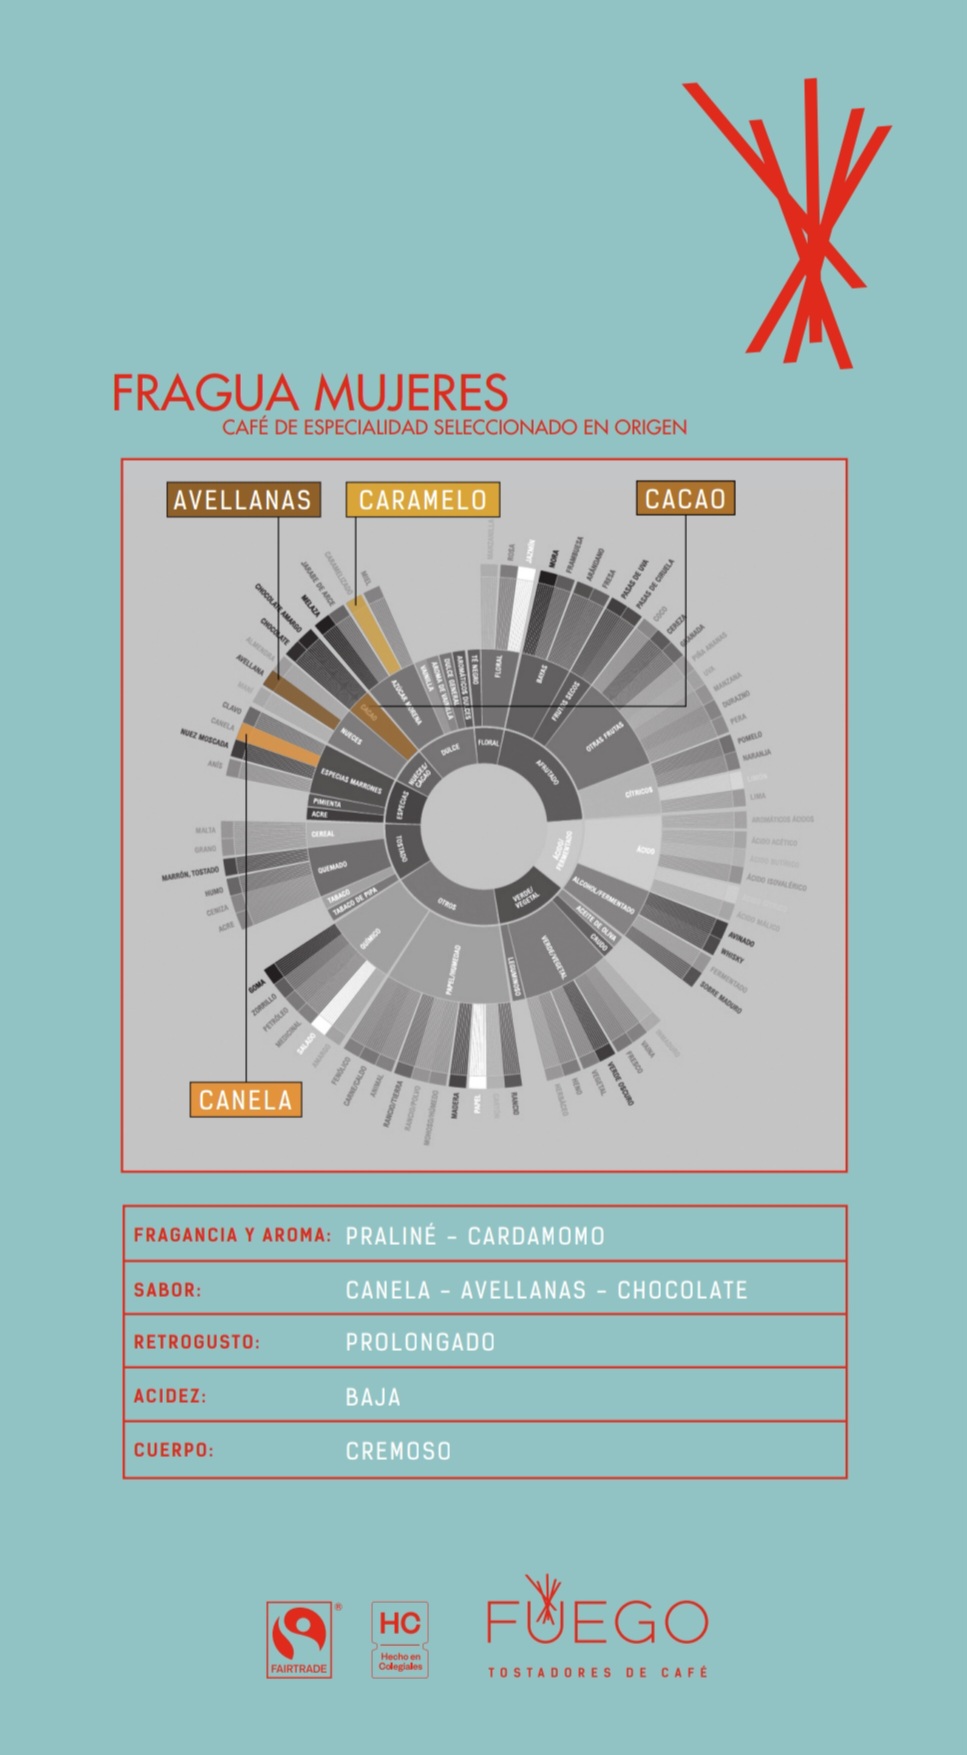 FRAGUA MUJERES
CAFÉ DE ESPECIALIDAD SELECCIONADO EN ORIGEN
AVELLANAS
CARAMELO
CACAO
MANZANILLA
ROSA
JAZMÍN
MORA
FRAMBUESA
ARÁNDANO
FRESA
PASAS DE UVA
PASAS DE CIRUELA
COCO
CEREZA
GRANADA
PIÑA ANANÁS
UVA
MANZANA
DURAZNO
PERA
POMELO
NARANJA
LIMÓN
LIMA
AROMÁTICOS ÁCIDOS
ÁCIDO ACÉTICO
ÁCIDO BUTÍRICO
ÁCIDO ISOVALÉRICO
ÁCIDO MÁLICO
AVINADO
WHISKY
FERMENTADO
SOBRE MADURO
VAINA
FRESCO
VERDE OSCURO
VEGETAL
HENO
HERBÁCEO
RANCIO
PAPEL
MADERA
MOHOSO/HÚMEDO
RANCIO/POLVO
RANCIO/TIERRA
ANIMAL
CARNE/CALDO
FENÓLICO
AMARGO
SALADO
MEDICINAL
PETRÓLEO
ZORRILLO
GOMA
ACRE
CENIZA
HUMO
MARRÓN, TOSTADO
GRANO
MALTA
ANÍS
NUEZ MOSCADA
CANELA
CLAVO
MANÍ
AVELLANA
ALMENDRA
CHOCOLATE
CHOCOLATE AMARGO
MELAZA
JARABE DE ARCE
CARAMELIZADO
MIEL
FLORAL
BAYAS
FRUTOS SECOS
OTRAS FRUTAS
CÍTRICOS
ÁCIDO
ALCOHOL/FERMENTADO
ACEITE DE OLIVA
CRUDO
VERDE/VEGETAL
LEGUMINOSO
PAPEL/HUMEDAD
QUÍMICO
TABACO DE PIPA
TABACO
QUEMADO
CEREAL
ACRE
PIMIENTA
ESPECIAS MARRONES
NUECES
CACAO
AZÚCAR MORENA
VAINILLA
AROMA DE VAINILLA
DULCE GENERAL
AROMÁTICOS DULCES
TÉ NEGRO
DULCE
FLORAL
AFRUTADO
ÁCIDO/
FERMENTADO
VERDE/
VEGETAL
OTROS
TOSTADO
ESPECIAS
NUECES/
CACAO
CANELA
FRAGANCIA Y AROMA: PRALINÉ – CARDAMOMO
SABOR: CANELA – AVELLANAS – CHOCOLATE
RETROGUSTO: PROLONGADO
ACIDEZ: BAJA
CUERPO: CREMOSO
FAIRTRADE
®
HC
Hecho en
Colegiales
FUEGO
TOSTADORES DE CAFÉ